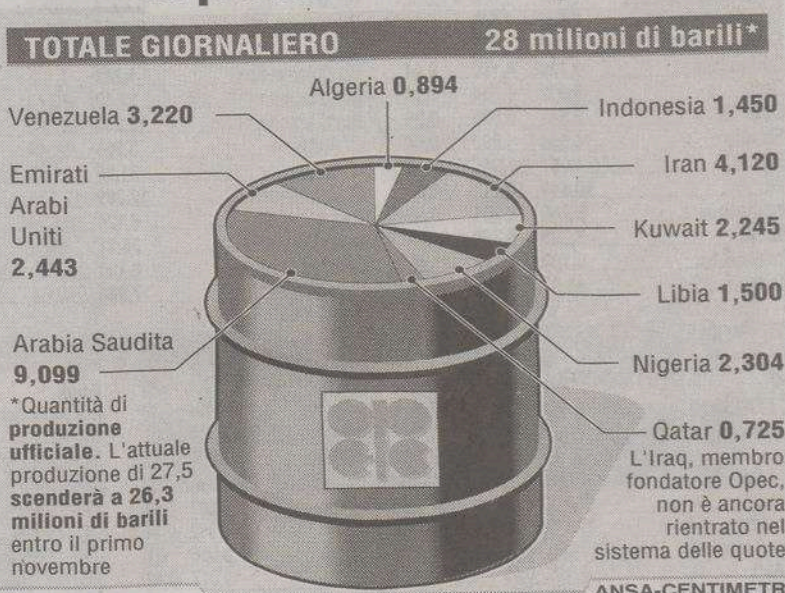 TOTALE GIORNALIERO 28 milioni di barili*
Algeria 0,894
Venezuela 3,220
Indonesia 1,450
Emirati
Arabi
Uniti
2,443
Iran 4,120
Kuwait 2,245
Libia 1,500
Arabia Saudita
9,099
Nigeria 2,304
Qatar 0,725
*Quantità di
produzione
ufficiale. L'attuale
produzione di 27,5
scenderà a 26,3
milioni di barili
entro il primo
novembre
L'Iraq, membro
fondatore Opec,
non è ancora
rientrato nel
sistema delle quote
ANSA-CENTIMETR